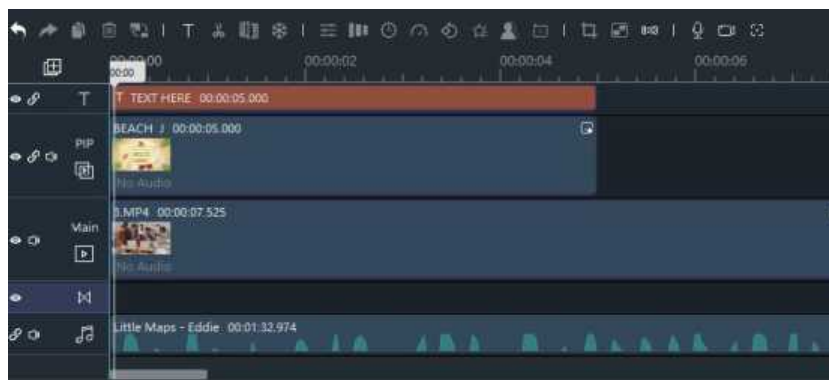 00:00:00 00:00:02 00:00:04 00:00:06
00:00
T TEXT HERE 00:00:05.000
BEACH J 00:00:05.000
PIP
No Audio
3.MP4 00:00:07.525
Main
No Audio
Little Maps - Eddie 00:01:32.974